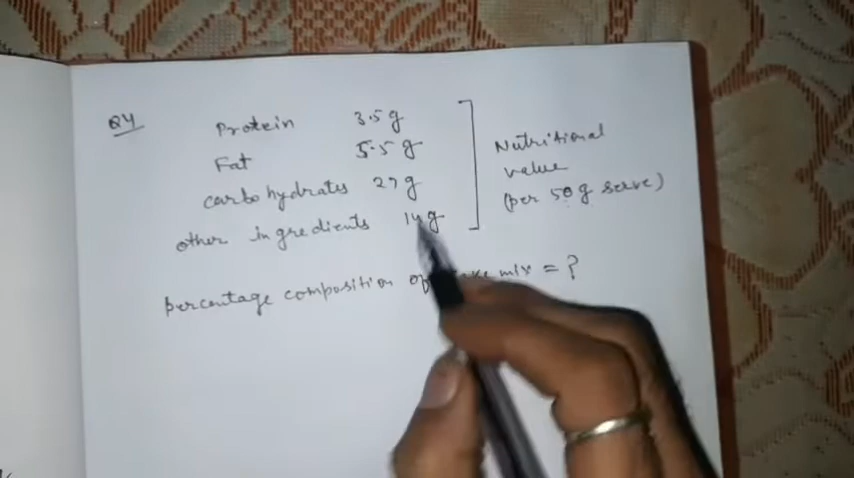 Q4
Protein 3.5 g
Fat 5.5 g
carbohydrates 27 g
other ingredients 14 g
Nutritional
value
(per 50 g serve)
percentage composition of mix = ?